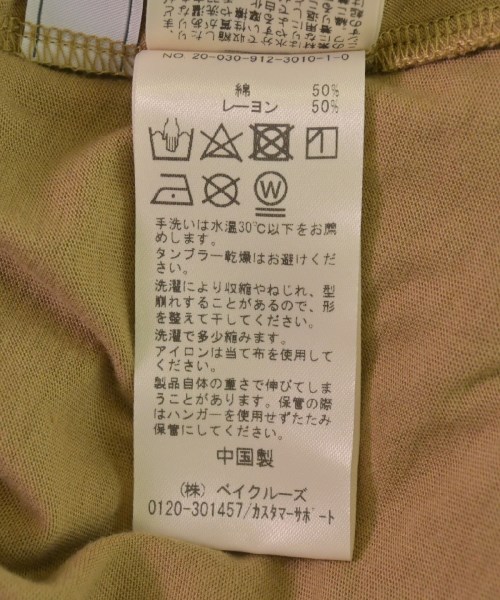 NO. 20-030-912-3010-1-0
綿 50%
レーヨン 50%
W
手洗いは水温30℃以下をお薦
めします。
タンブラー乾燥はお避けくださ
い。
洗濯により収縮やねじれ、型
崩れすることがあるので、形
を整えて干してください。
洗濯で多少縮みます。
アイロンは当て布を使用して
ください。
製品自体の重さで伸びてしま
うことがあります。保管の際
はハンガーを使用せずたたみ
保管にしてください。
中国製
（株）ベイクルーズ
0120-301457/カスタマーサポート